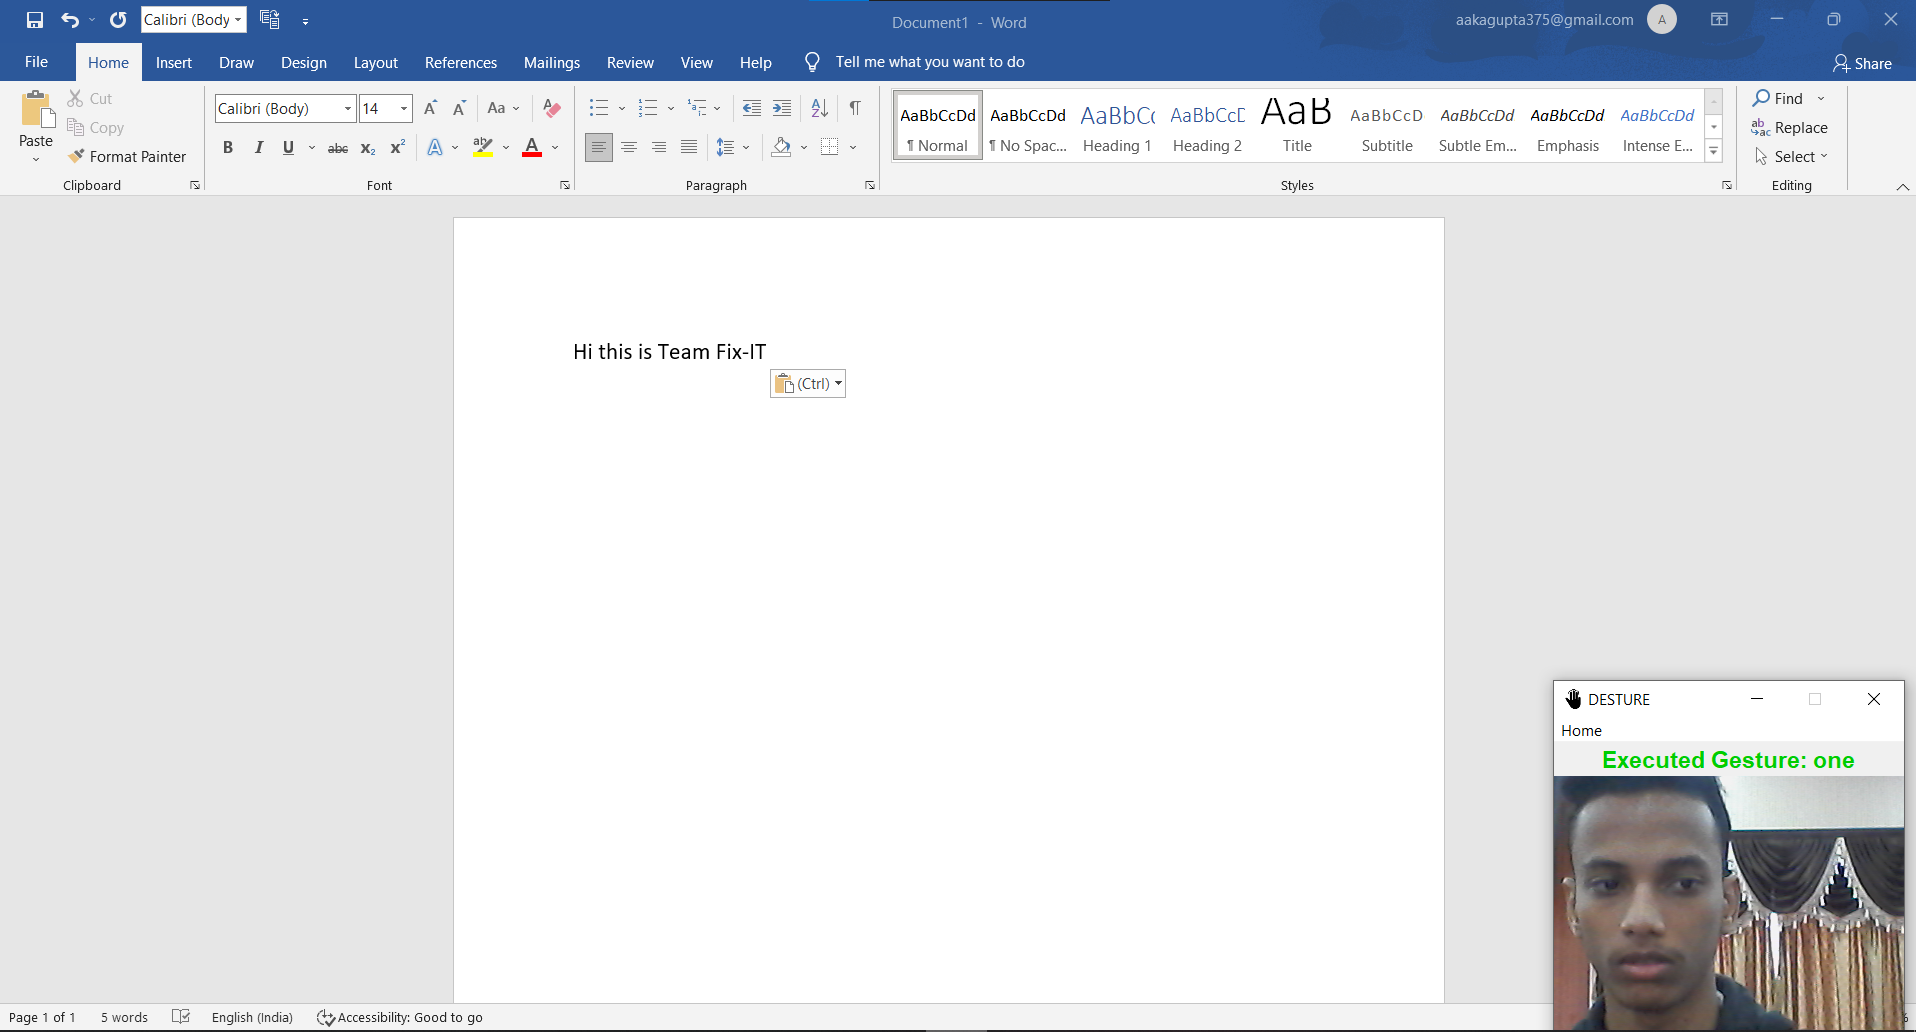 Calibri (Body
Document1 - Word
aakagupta375@gmail.com
A
File Home Insert Draw Design Layout References Mailings Review View Help Tell me what you want to do
Share
Paste
Cut
Copy
Format Painter
Clipboard
Calibri (Body) 14
A A Aa A
B I U abc x2 x2 A ab A
Font
Paragraph
AaBbCcDd AaBbCcDd AaBbCc AaBbCcD AaB AaBbCcD AaBbCcDd AaBbCcDd AaBbCcDd
¶ Normal ¶ No Spac... Heading 1 Heading 2 Title Subtitle Subtle Em... Emphasis Intense E...
Styles
Find
Replace
Select
Editing
Hi this is Team Fix-IT
(Ctrl)
DESTURE
Home
Executed Gesture: one
Page 1 of 1 5 words English (India) Accessibility: Good to go